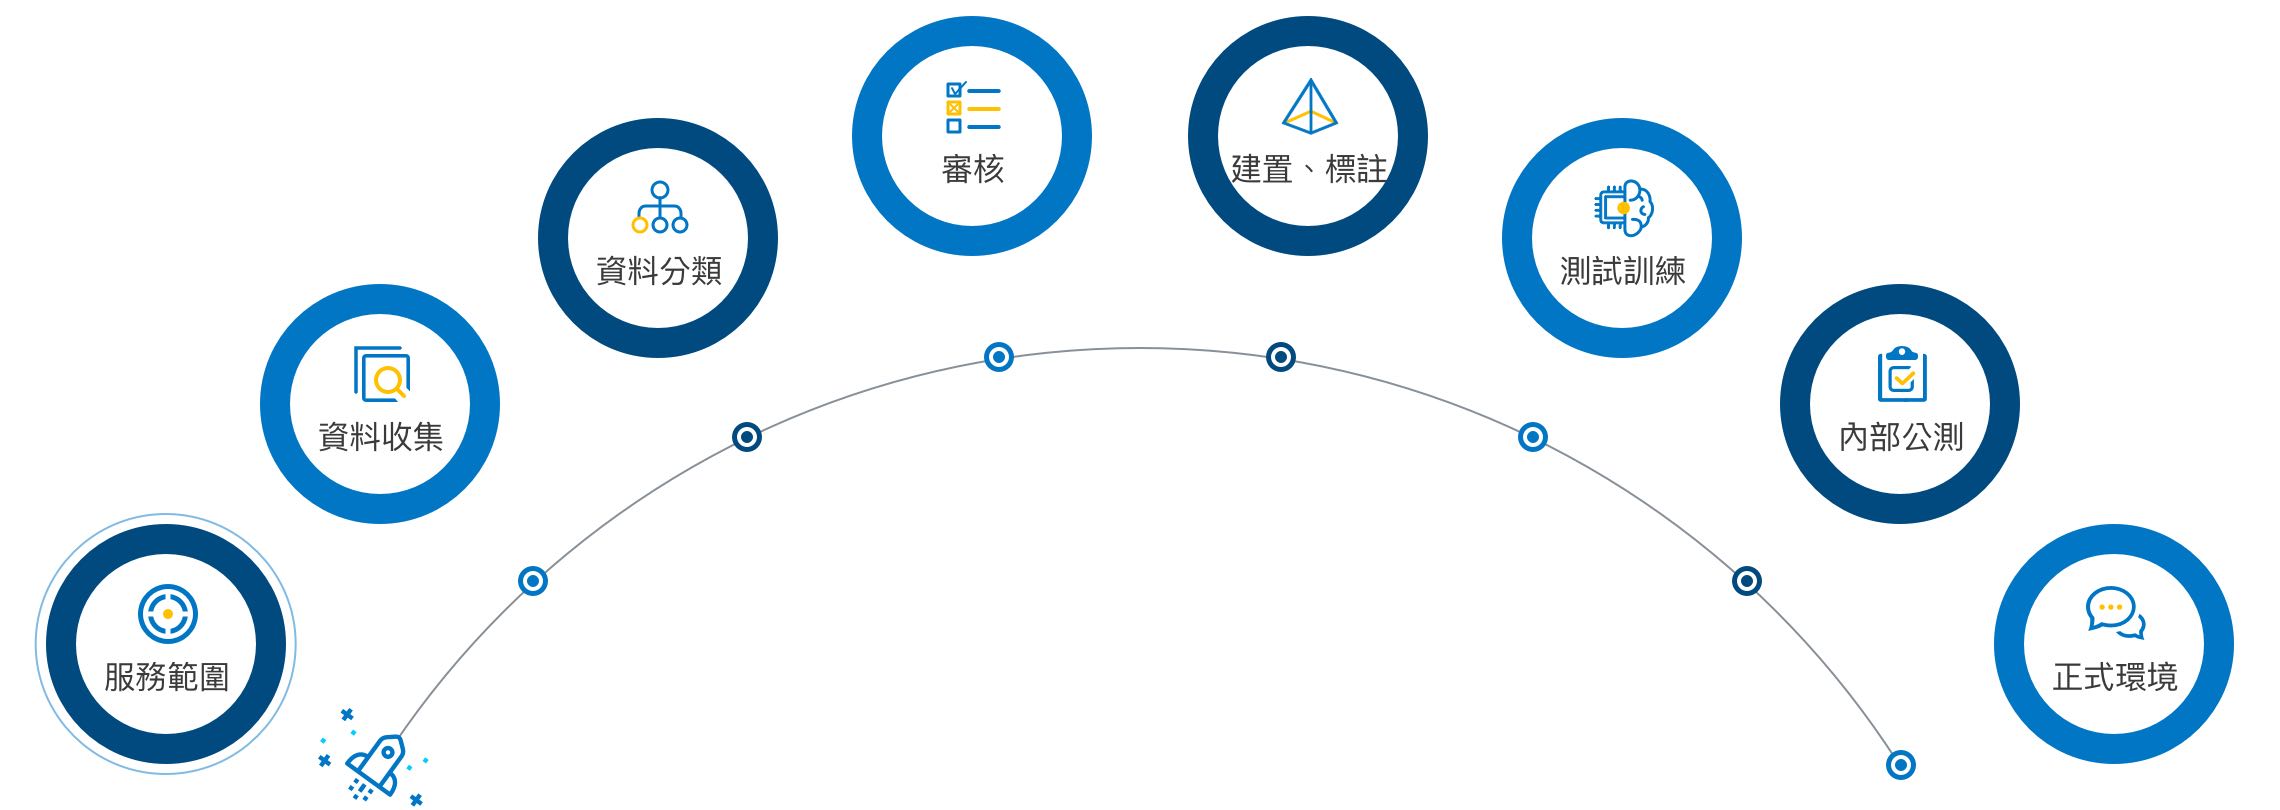 服務範圍
資料收集
資料分類
審核
建置、標註
測試訓練
內部公測
正式環境